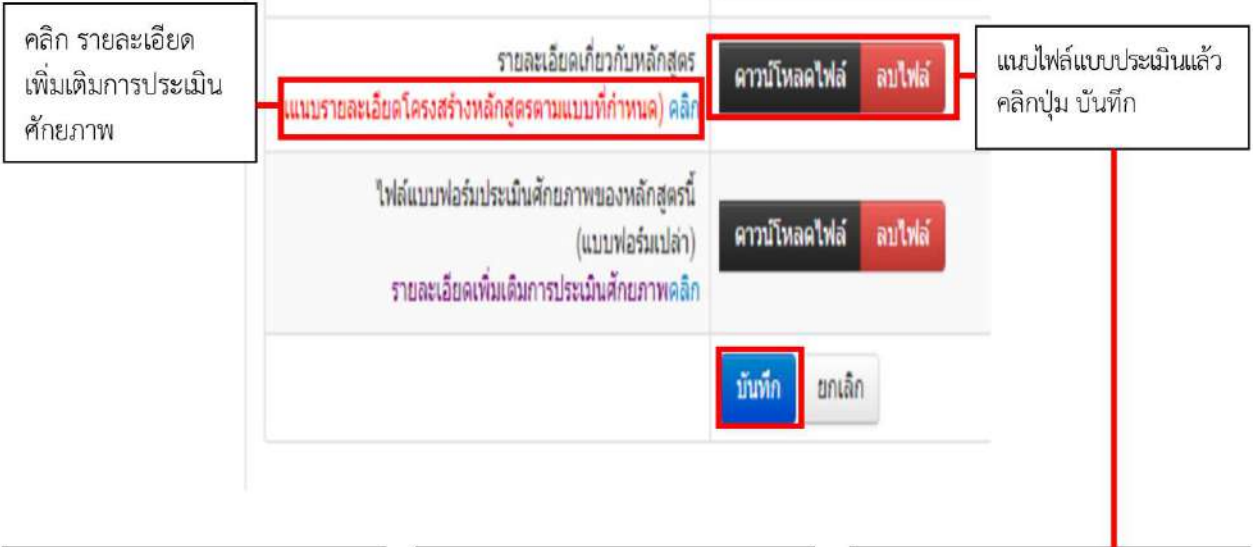 คลิก รายละเอียด
เพิ่มเติมการประเมิน
ศักยภาพ
รายละเอียดเกี่ยวกับหลักสูตร
แนบรายละเอียดโครงสร้างหลักสูตรตามแบบที่กำหนด) คลิก
ดาวน์โหลดไฟล์ ลบไฟล์
แนบไฟล์แบบประเมินแล้ว
คลิกปุ่ม บันทึก
ไฟล์แบบฟอร์มประเมินศักยภาพของหลักสูตรนี้
(แบบฟอร์มเปล่า)
รายละเอียดเพิ่มเติมการประเมินศักยภาพคลิก
ดาวน์โหลดไฟล์ ลบไฟล์
บันทึก ยกเลิก